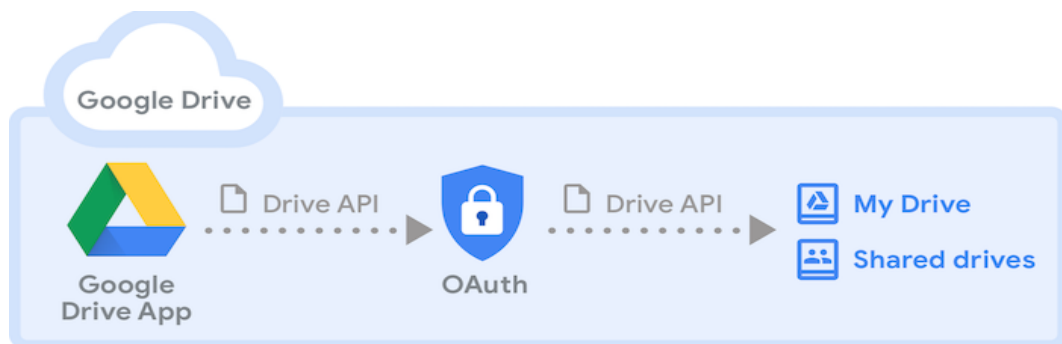 Google Drive
Drive API
Drive API
My Drive
Shared drives
Google
Drive App
OAuth